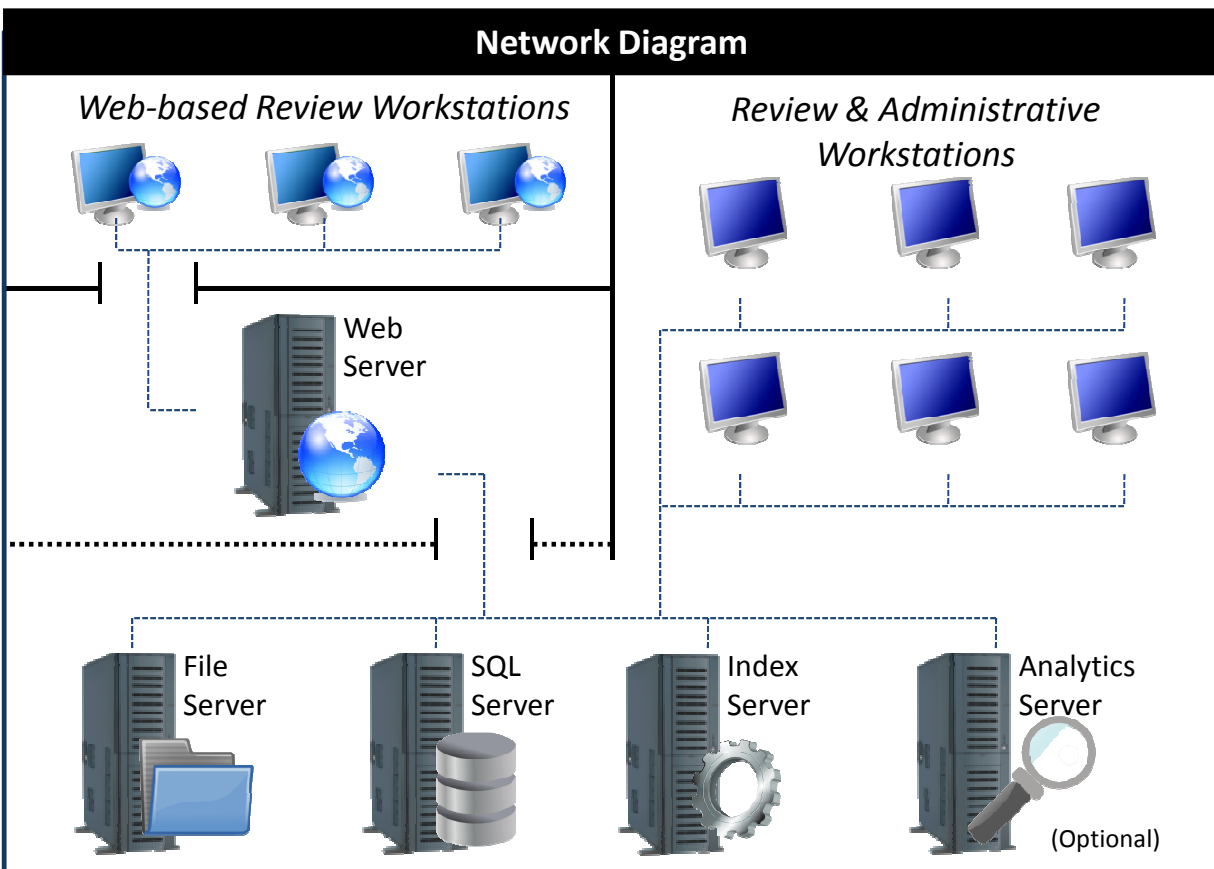 Network Diagram
Web-based Review Workstations
Review & Administrative
Workstations
Web
Server
File
Server
SQL
Server
Index
Server
Analytics
Server
(Optional)